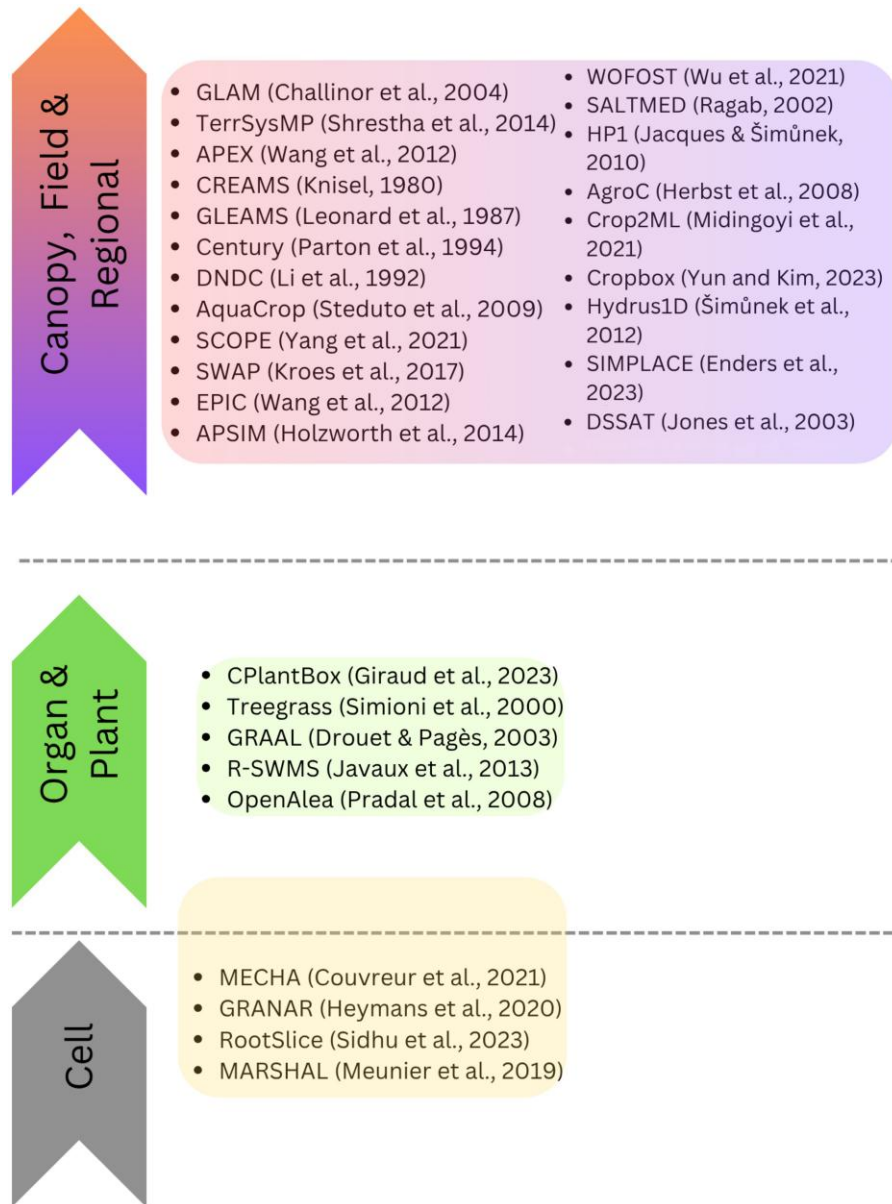 Canopy, Field &
Regional
• GLAM (Challinor et al., 2004)
• TerrSysMP (Shrestha et al., 2014)
• APEX (Wang et al., 2012)
• CREAMS (Knisel, 1980)
• GLEAMS (Leonard et al., 1987)
• Century (Parton et al., 1994)
• DNDC (Li et al., 1992)
• AquaCrop (Steduto et al., 2009)
• SCOPE (Yang et al., 2021)
• SWAP (Kroes et al., 2017)
• EPIC (Wang et al., 2012)
• APSIM (Holzworth et al., 2014)
• WOFOST (Wu et al., 2021)
• SALTMED (Ragab, 2002)
• HP1 (Jacques & Šimůnek,
2010)
• AgroC (Herbst et al., 2008)
• Crop2ML (Midingoyi et al.,
2021)
• Cropbox (Yun and Kim, 2023)
• Hydrus1D (Šimůnek et al.,
2012)
• SIMPLACE (Enders et al.,
2023)
• DSSAT (Jones et al., 2003)
Organ &
Plant
• CPlantBox (Giraud et al., 2023)
• Treegrass (Simioni et al., 2000)
• GRAAL (Drouet & Pagès, 2003)
• R-SWMS (Javaux et al., 2013)
• OpenAlea (Pradal et al., 2008)
Cell
• MECHA (Couvreur et al., 2021)
• GRANAR (Heymans et al., 2020)
• RootSlice (Sidhu et al., 2023)
• MARSHAL (Meunier et al., 2019)